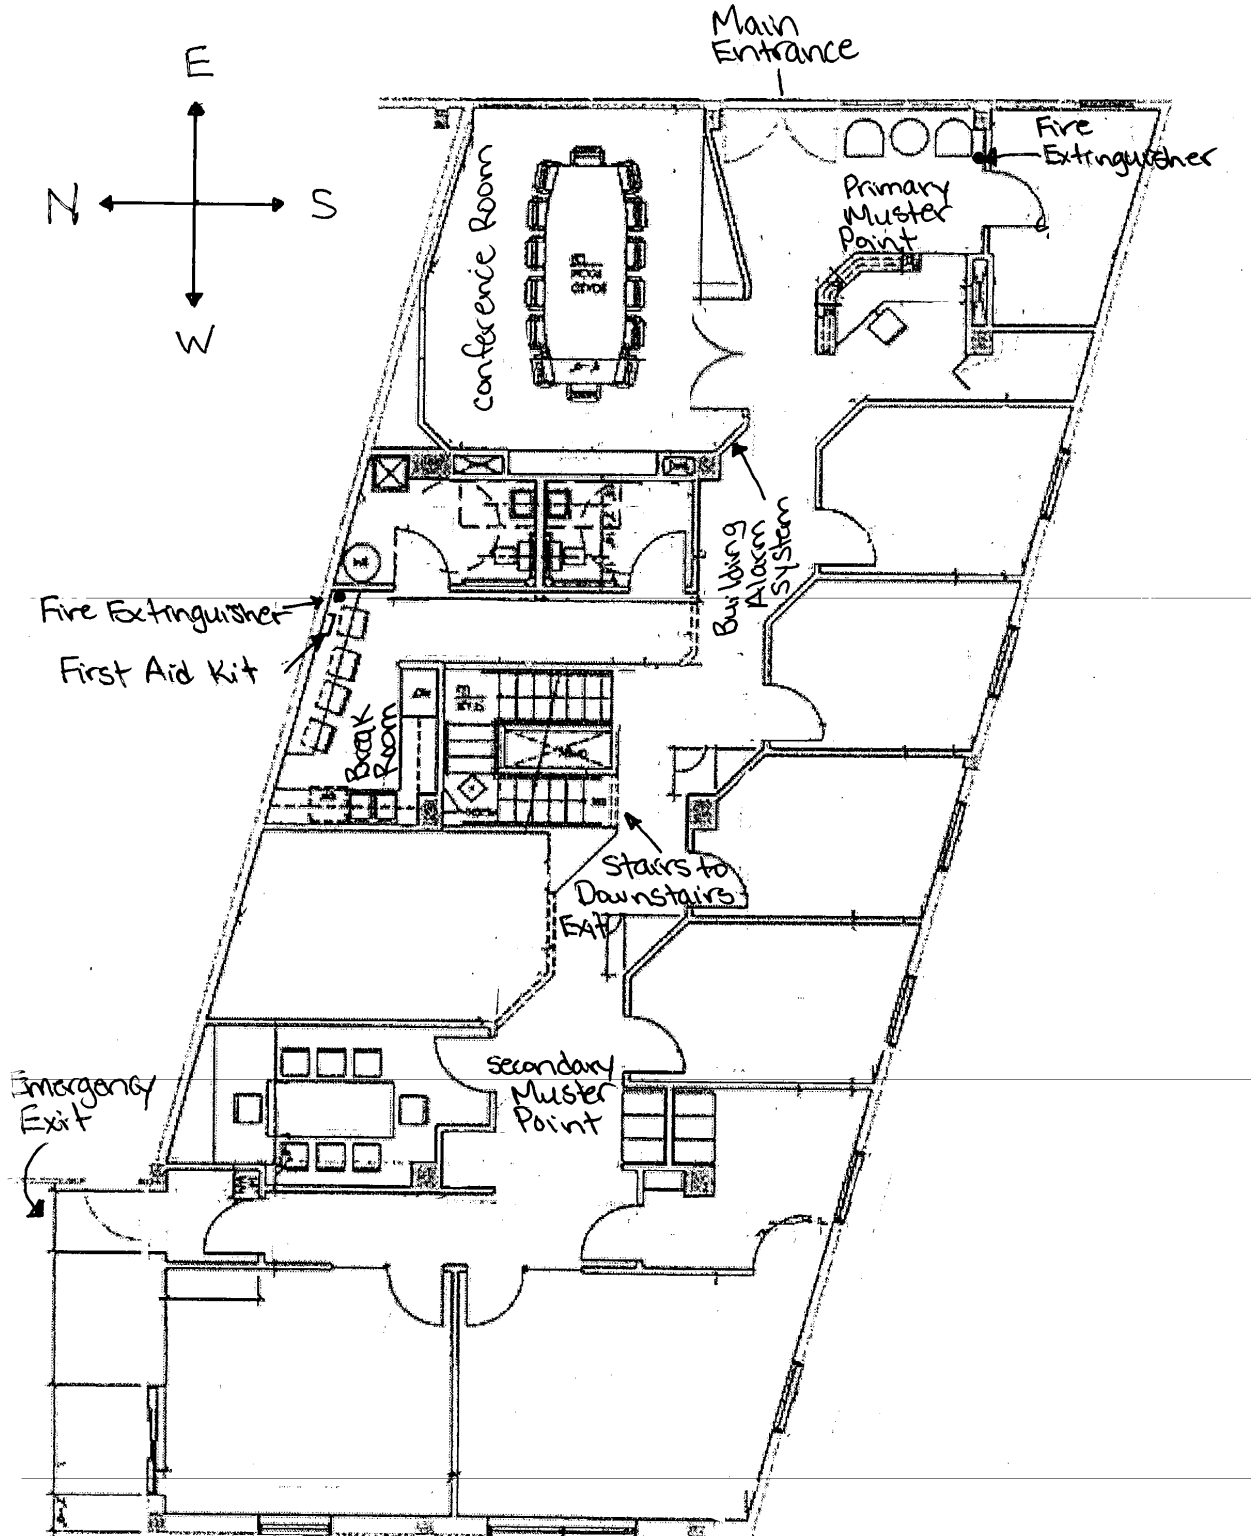 Main
Entrance
E
N
S
W
Fire
Extinguisher
Primary
Muster
Point
Conference Room
Building
Alarm
System
Fire Extinguisher
First Aid Kit
Break
Room
Stairs to
Downstairs
Exit
Secondary
Muster
Point
Emergency
Exit